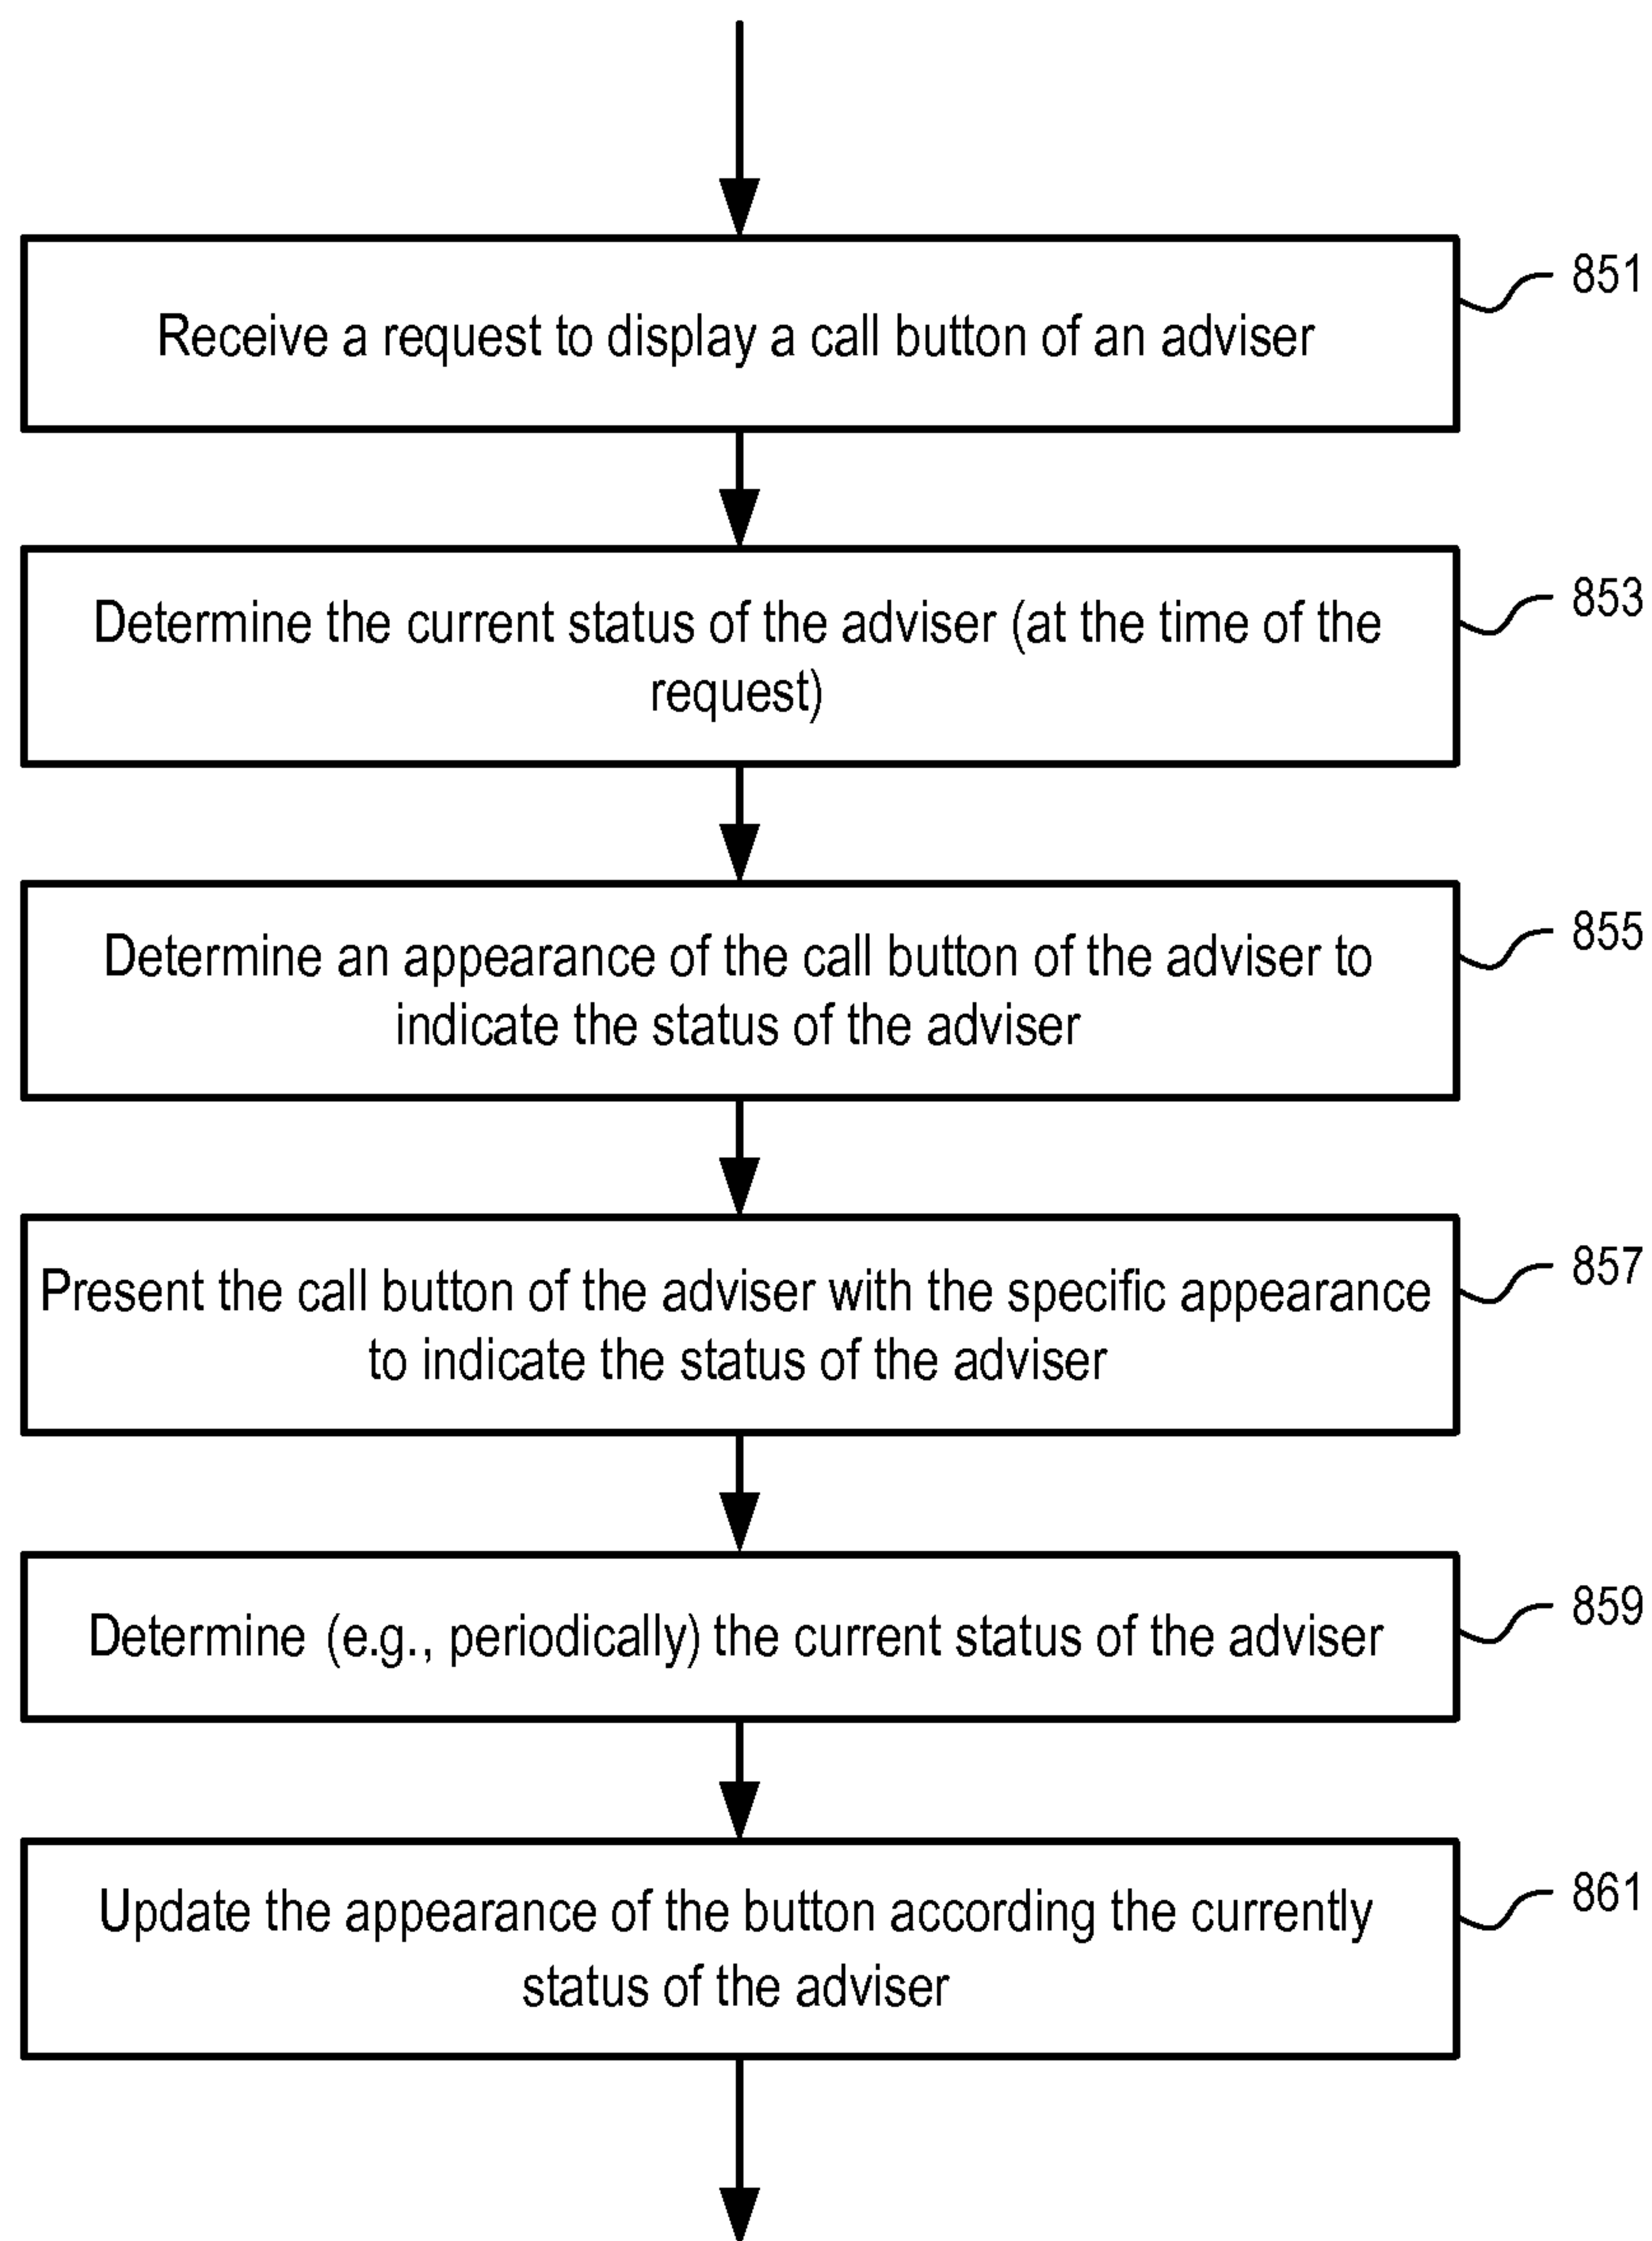 Receive a request to display a call button of an adviser
851
Determine the current status of the adviser (at the time of the
request)
853
Determine an appearance of the call button of the adviser to
indicate the status of the adviser
855
Present the call button of the adviser with the specific appearance
to indicate the status of the adviser
857
Determine (e.g., periodically) the current status of the adviser
859
Update the appearance of the button according the currently
status of the adviser
861